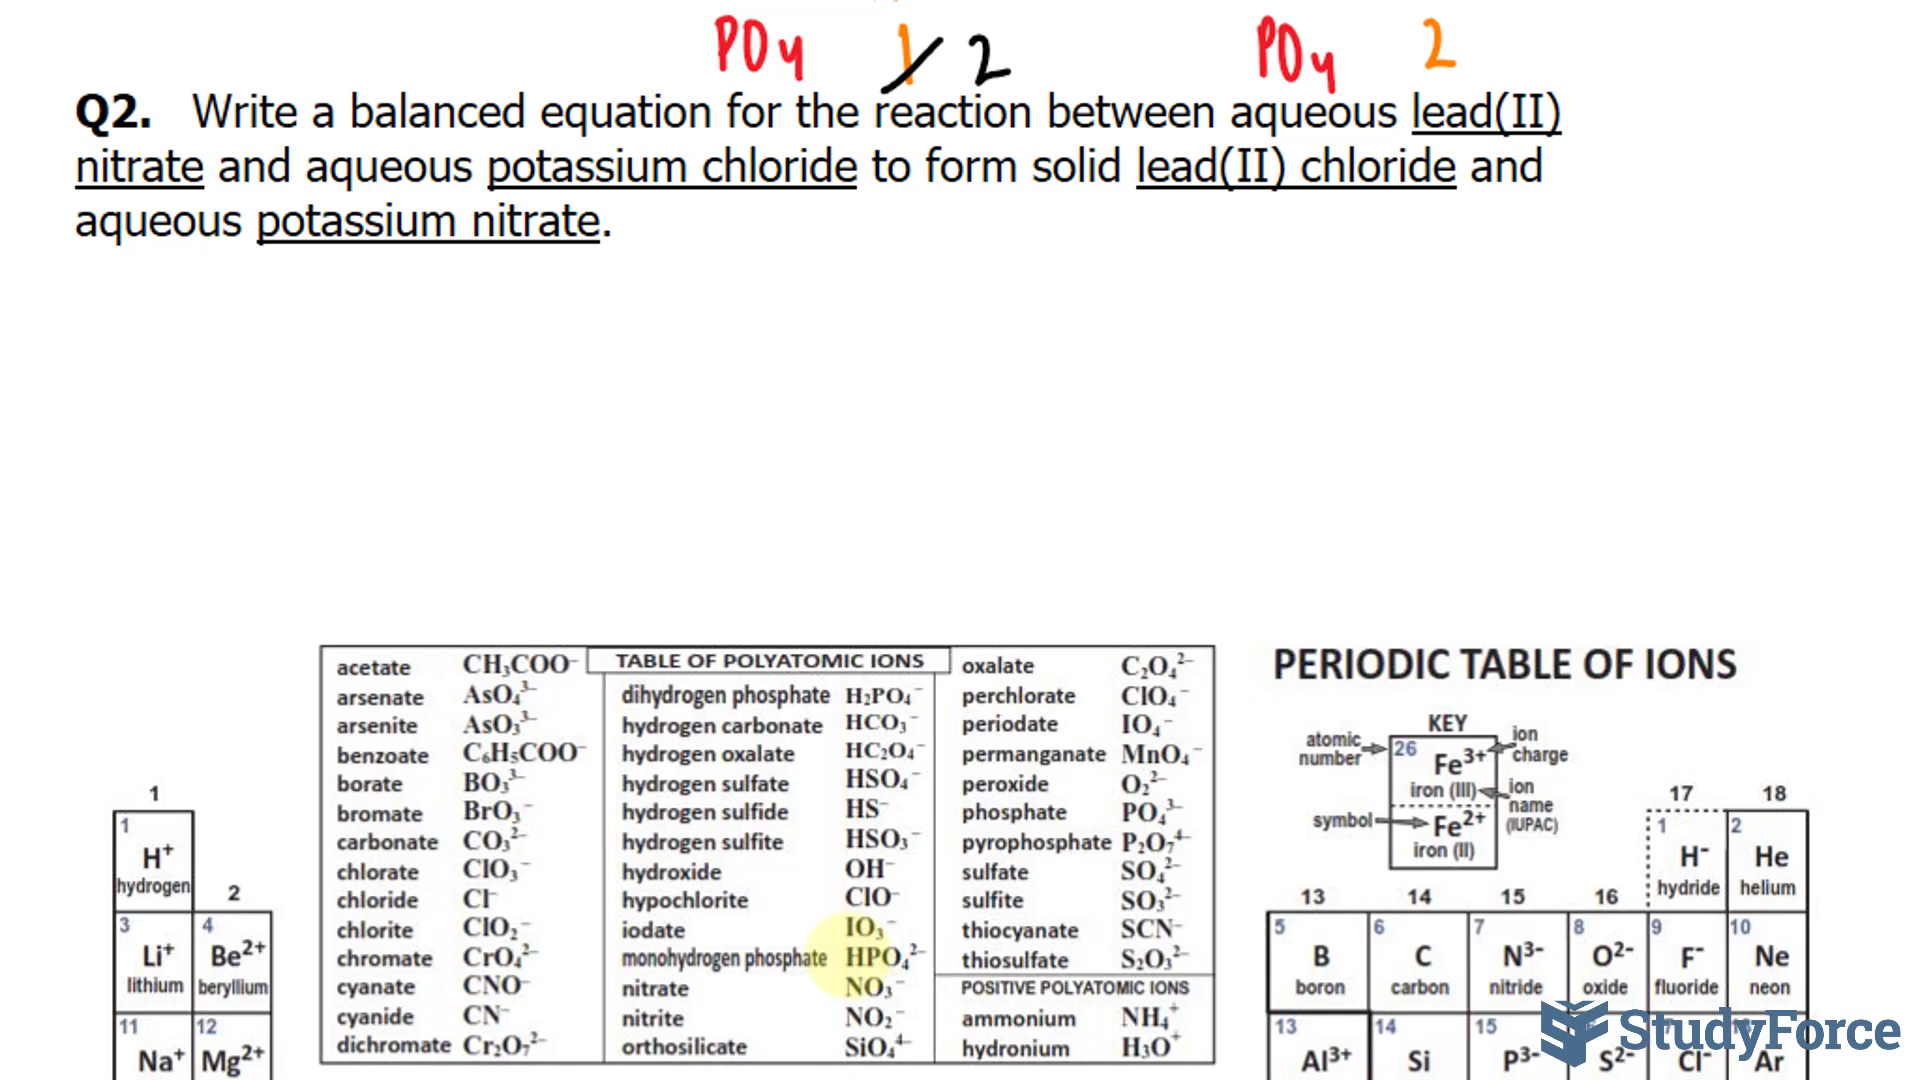 PO4 1 2 PO4 2
Q2. Write a balanced equation for the reaction between aqueous lead(II)
nitrate and aqueous potassium chloride to form solid lead(II) chloride and
aqueous potassium nitrate.
TABLE OF POLYATOMIC IONS
acetate CH₃COO⁻
arsenate AsO₄³⁻
arsenite AsO₃³⁻
benzoate C₆H₅COO⁻
borate BO₃³⁻
bromate BrO₃⁻
carbonate CO₃²⁻
chlorate ClO₃⁻
chloride Cl⁻
chlorite ClO₂⁻
chromate CrO₄²⁻
cyanate CNO⁻
cyanide CN⁻
dichromate Cr₂O₇²⁻
dihydrogen phosphate H₂PO₄⁻
hydrogen carbonate HCO₃⁻
hydrogen oxalate HC₂O₄⁻
hydrogen sulfate HSO₄⁻
hydrogen sulfide HS⁻
hydrogen sulfite HSO₃⁻
hydroxide OH⁻
hypochlorite ClO⁻
iodate IO₃⁻
monohydrogen phosphate HPO₄²⁻
nitrate NO₃⁻
nitrite NO₂⁻
orthosilicate SiO₄⁴⁻
oxalate C₂O₄²⁻
perchlorate ClO₄⁻
periodate IO₄⁻
permanganate MnO₄⁻
peroxide O₂²⁻
phosphate PO₄³⁻
pyrophosphate P₂O₇⁴⁻
sulfate SO₄²⁻
sulfite SO₃²⁻
thiocyanate SCN⁻
thiosulfate S₂O₃²⁻
POSITIVE POLYATOMIC IONS
ammonium NH₄⁺
hydronium H₃O⁺
PERIODIC TABLE OF IONS
KEY
atomic number
26 Fe³⁺
iron (III)
ion charge
ion name (IUPAC)
symbol
Fe²⁺
iron (II)
1
1
H⁺
hydrogen
2
3 4
Li⁺ Be²⁺
lithium beryllium
11 12
Na⁺ Mg²⁺
17 18
1 2
H⁻ He
hydride helium
13 14 15 16
5 6 7 8 9 10
B C N³⁻ O²⁻ F⁻ Ne
boron carbon nitride oxide fluoride neon
13 14 15
Al³⁺ Si P³⁻ S²⁻ Cl⁻ Ar
StudyForce